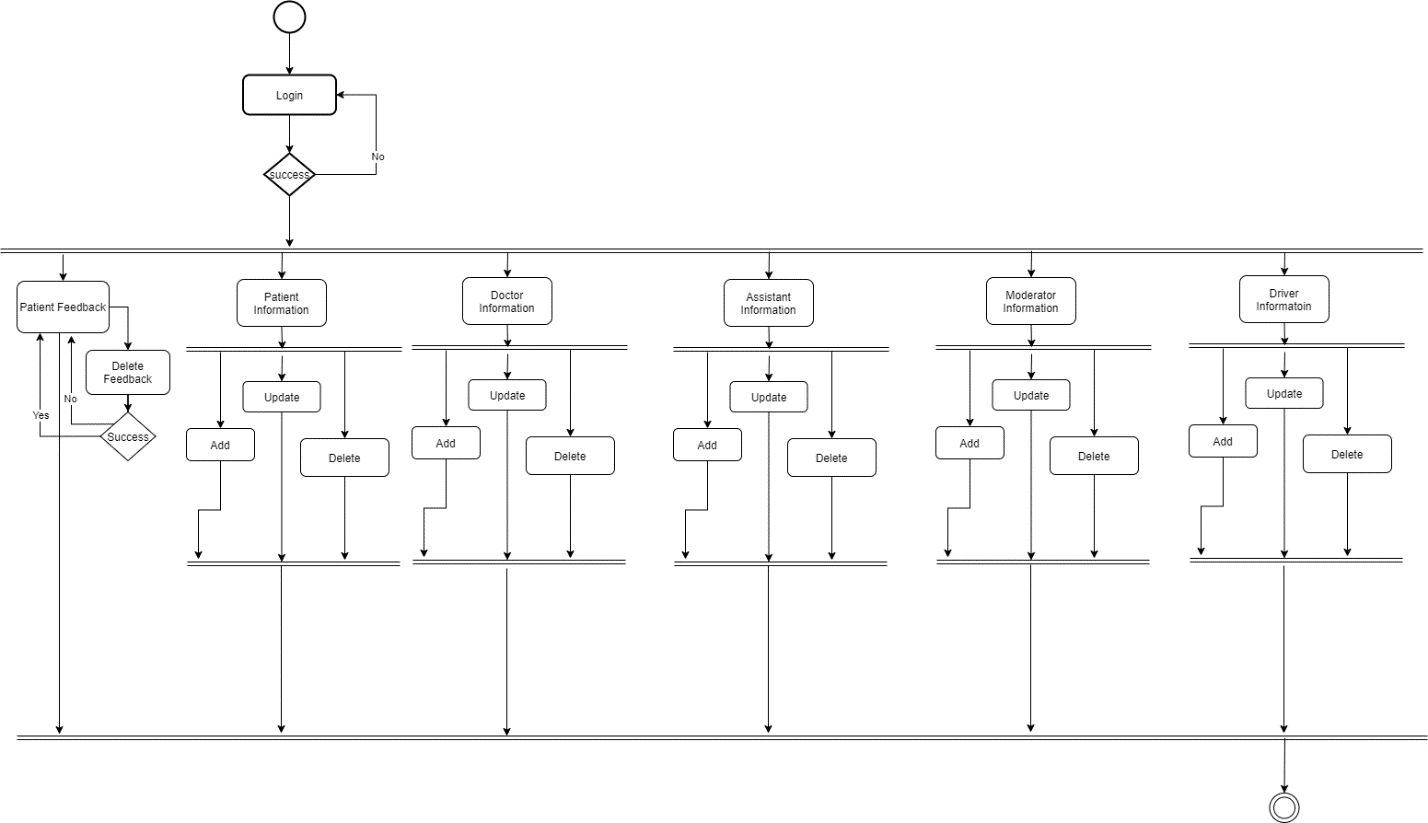 Login
No
success
Patient Feedback
Patient
Information
Doctor
Information
Assistant
Information
Moderator
Information
Driver
Informatoin
Delete
Feedback
No
Yes
Success
Update
Add
Delete
Update
Add
Delete
Update
Add
Delete
Update
Add
Delete
Update
Add
Delete